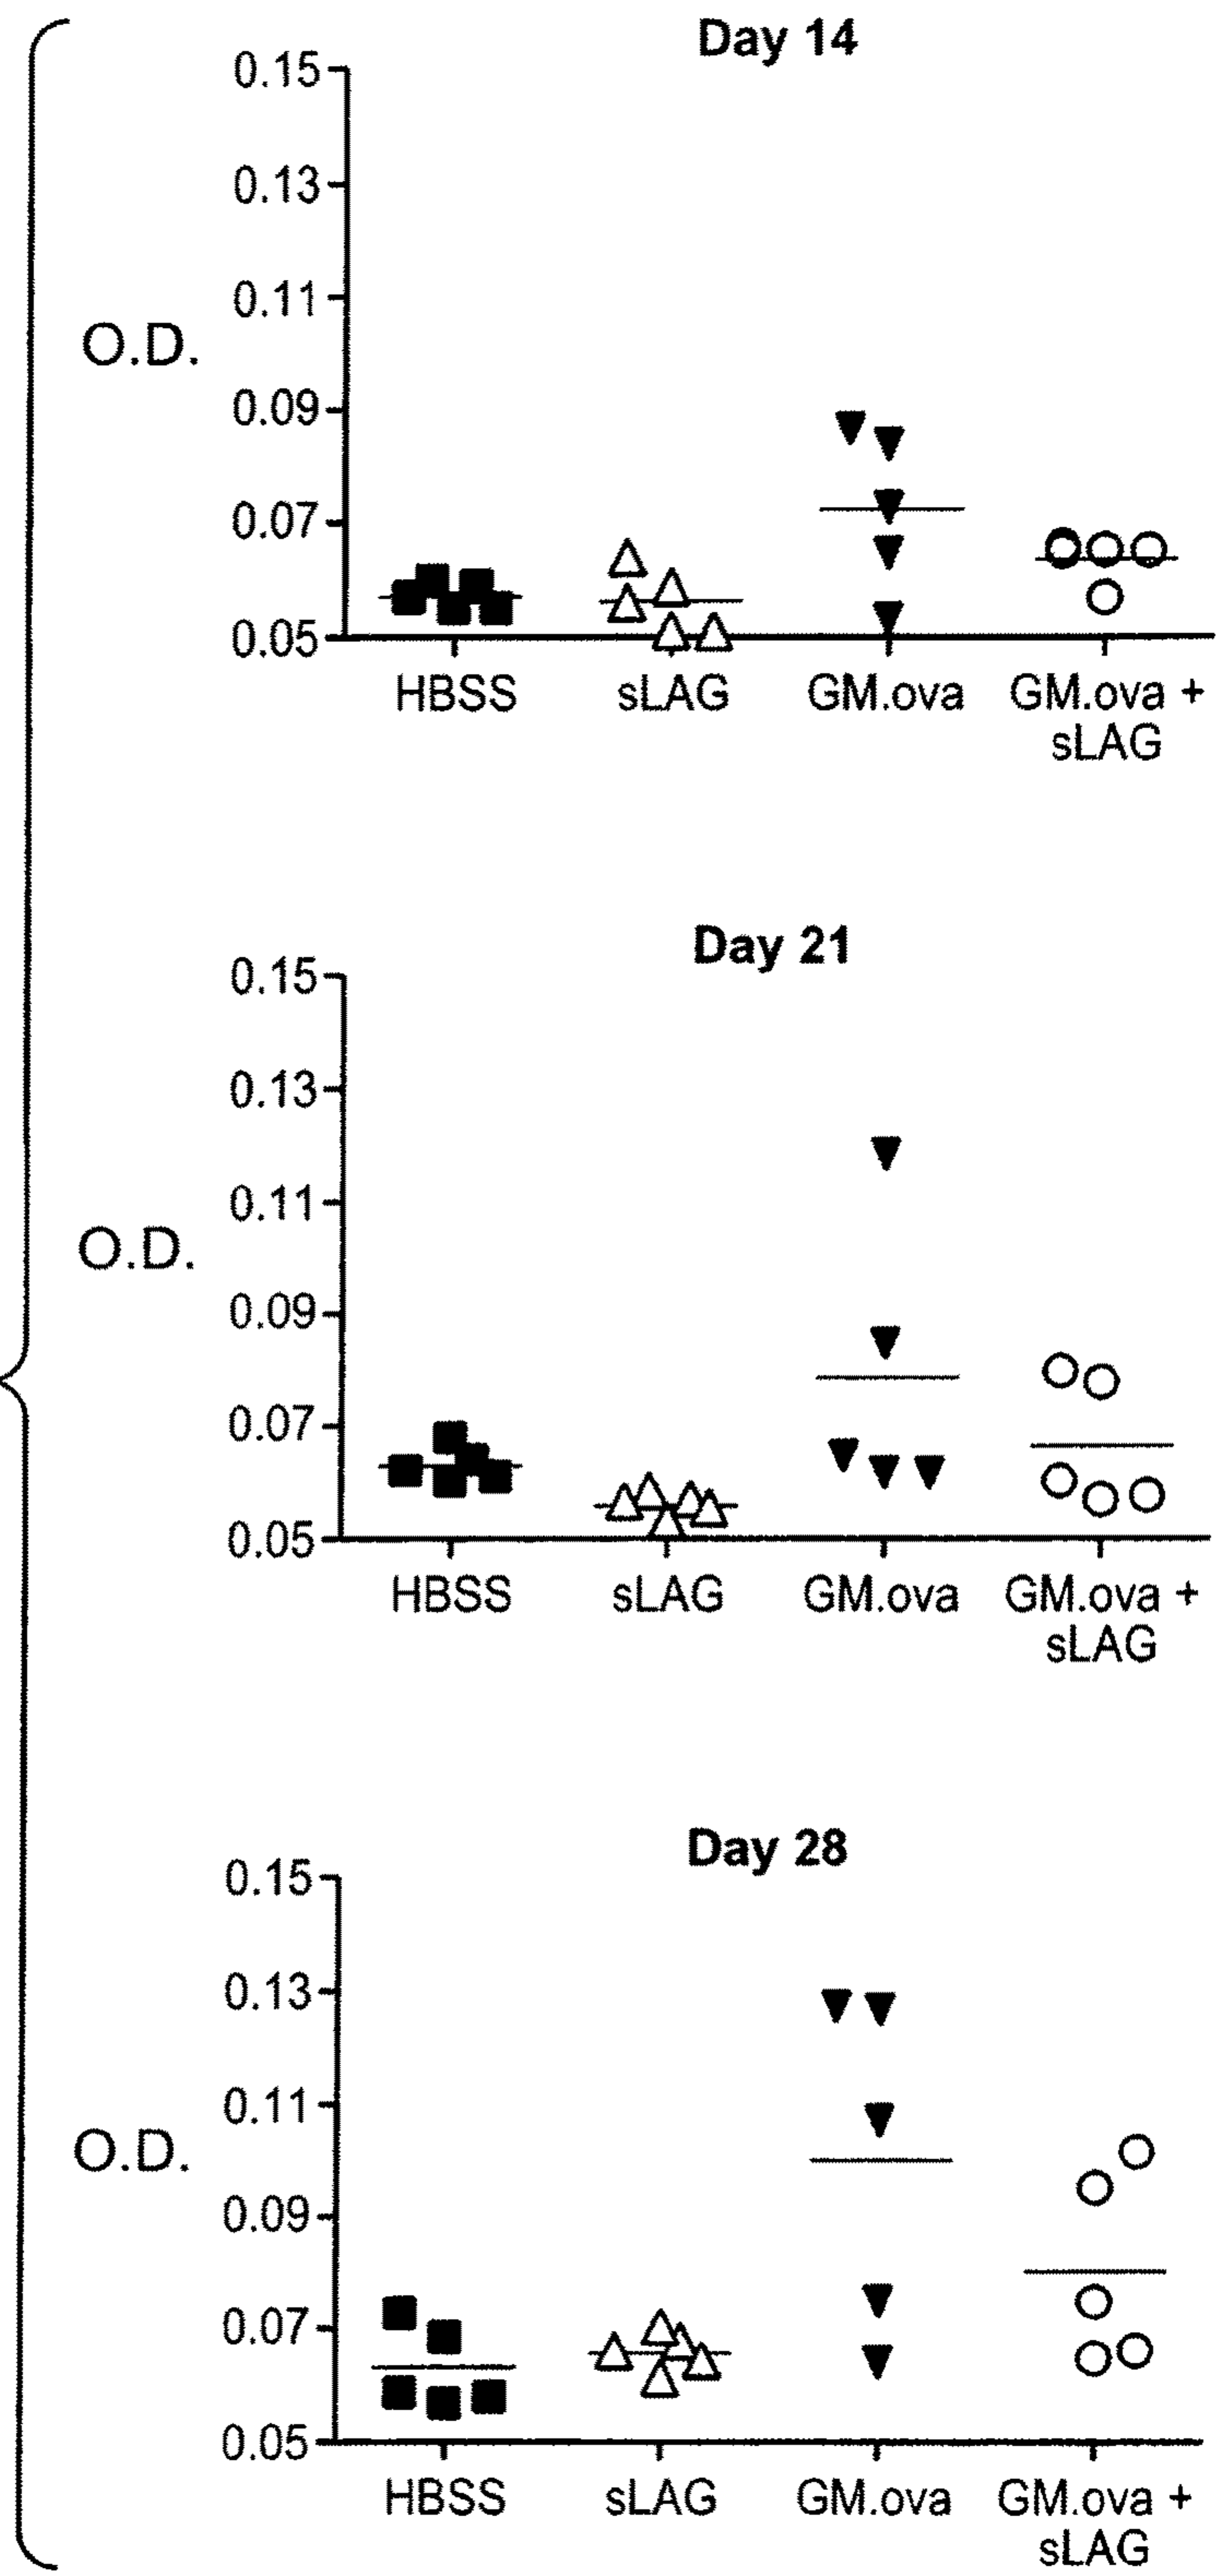 Day 14
0.15
0.13
0.11
0.09
0.07
0.05
O.D.
HBSS sLAG GM.ova GM.ova +
sLAG
Day 21
0.15
0.13
0.11
0.09
0.07
0.05
O.D.
HBSS sLAG GM.ova GM.ova +
sLAG
Day 28
0.15
0.13
0.11
0.09
0.07
0.05
O.D.
HBSS sLAG GM.ova GM.ova +
sLAG